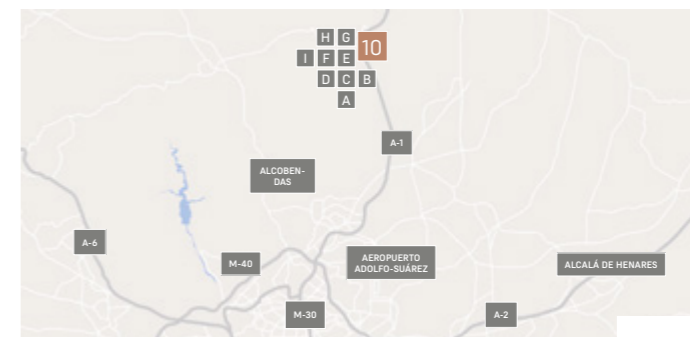 H G 10
I F E
D C B
A
A-1
ALCOBEN-
DAS
A-6
M-40
AEROPUERTO
ADOLFO-SUÁREZ
ALCALÁ DE HENARES
M-30
A-2